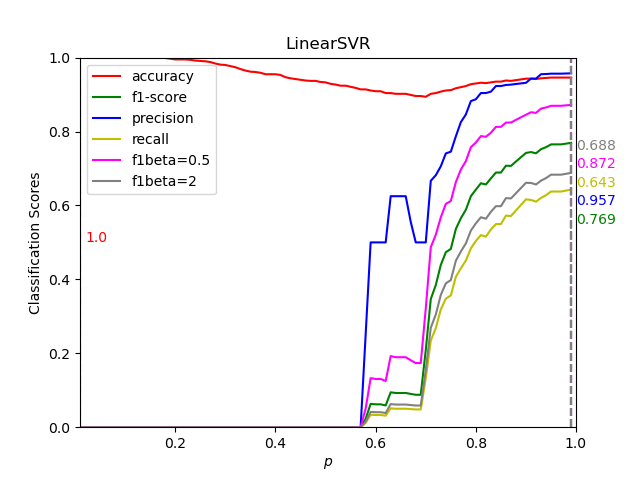 LinearSVR
Classification Scores
1.0
0.8
0.6
0.4
0.2
0.0
accuracy
f1-score
precision
recall
f1beta=0.5
f1beta=2
1.0
0.688
0.872
0.643
0.957
0.769
0.2
0.4
0.6
0.8
1.0
p